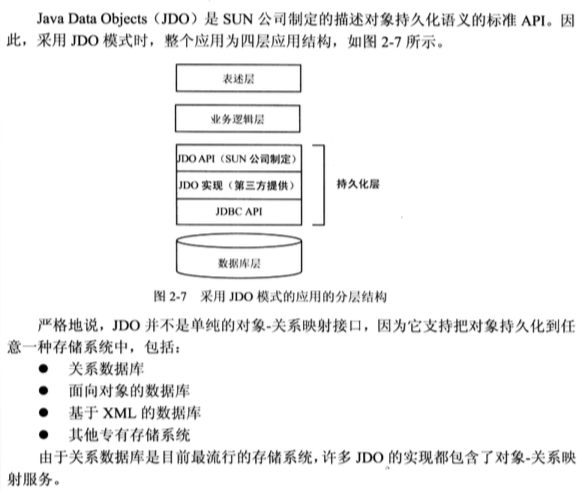 Java Data Objects（JDO）是 SUN 公司制定的描述对象持久化语义的标准 API。因
此，采用 JDO 模式时，整个应用为四层应用结构，如图 2-7 所示。
表述层
业务逻辑层
JDO API（SUN 公司制定）
JDO 实现（第三方提供）
持久化层
JDBC API
数据库层
图 2-7 采用 JDO 模式的应用的分层结构
严格地说，JDO 并不是单纯的对象-关系映射接口，因为它支持把对象持久化到任
意一种存储系统中，包括：
● 关系数据库
● 面向对象的数据库
● 基于 XML 的数据库
● 其他专有存储系统
由于关系数据库是目前最流行的存储系统，许多 JDO 的实现都包含了对象-关系映
射服务。